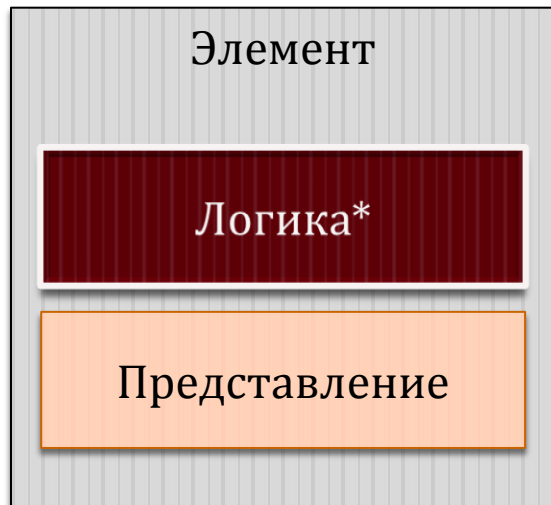 Элемент
Логика*
Представление